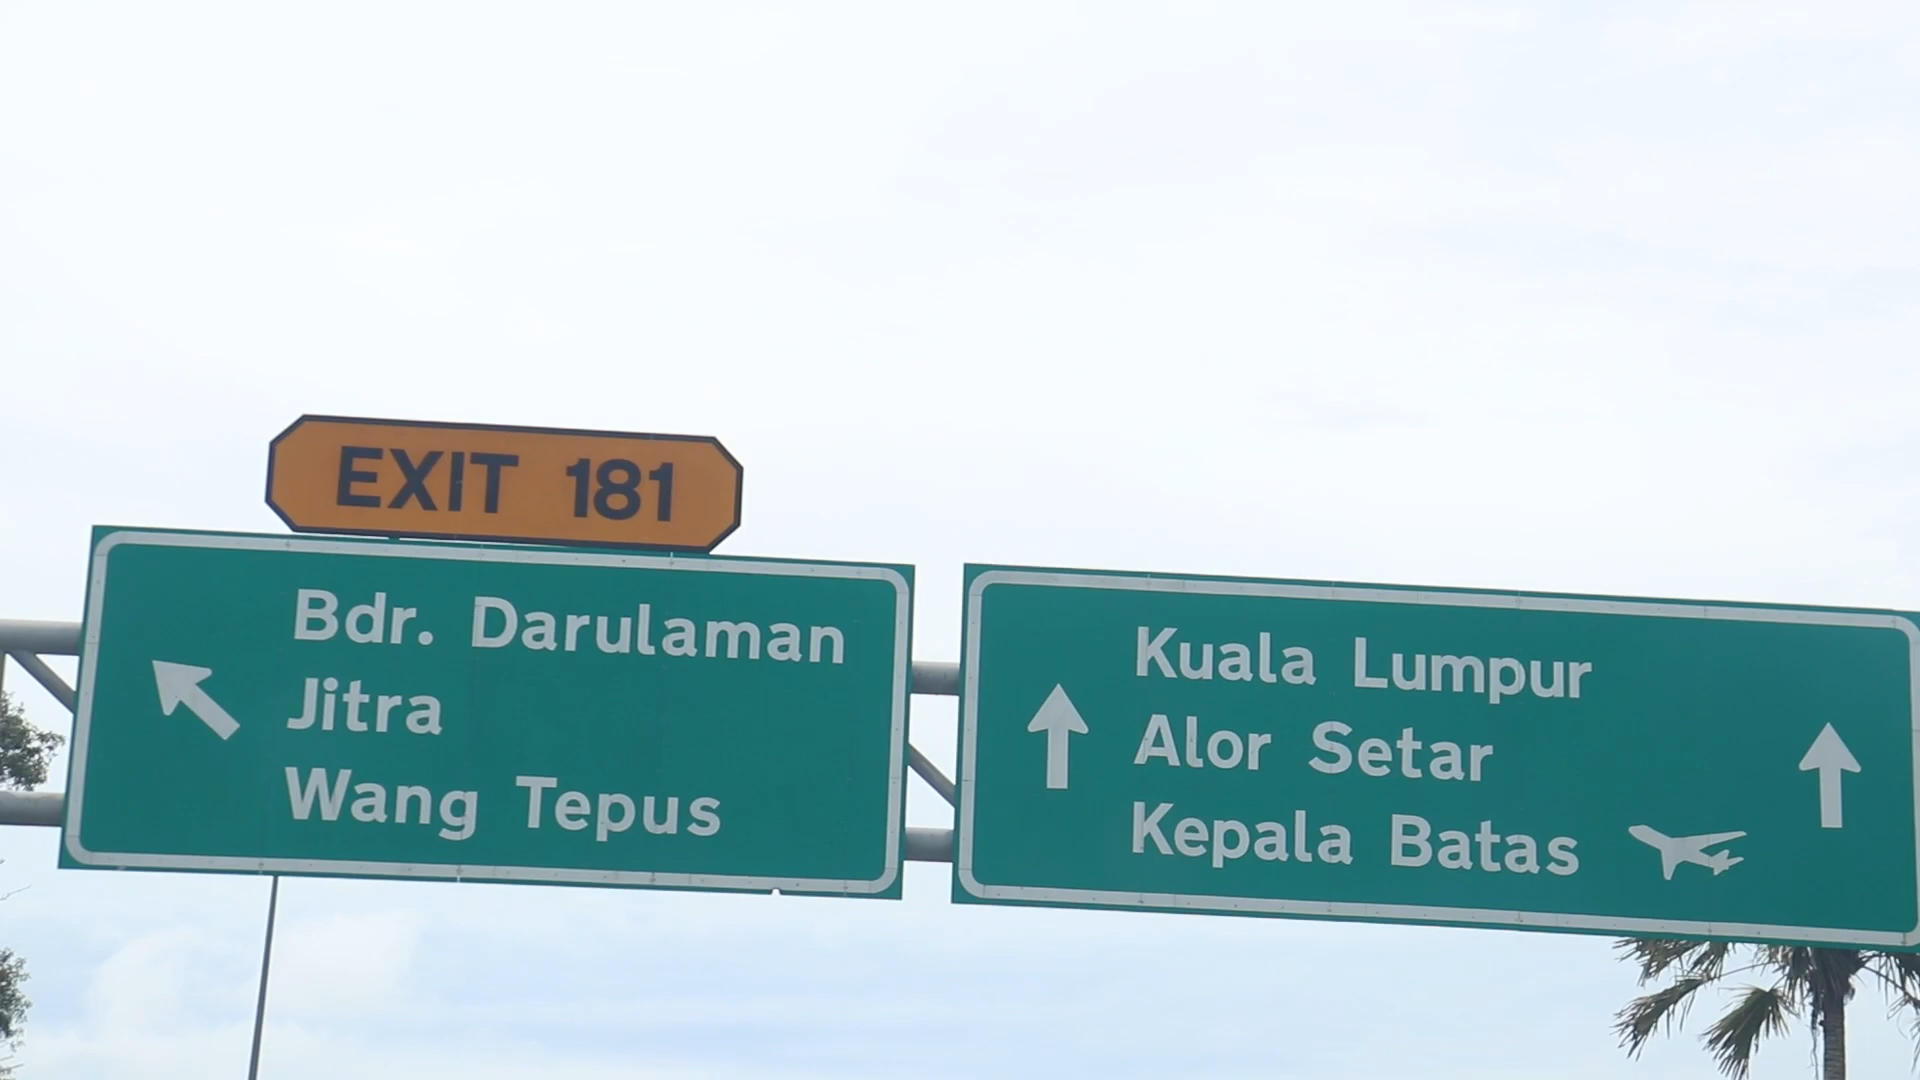 EXIT 181
Bdr. Darulaman
Jitra
Wang Tepus
Kuala Lumpur
Alor Setar
Kepala Batas